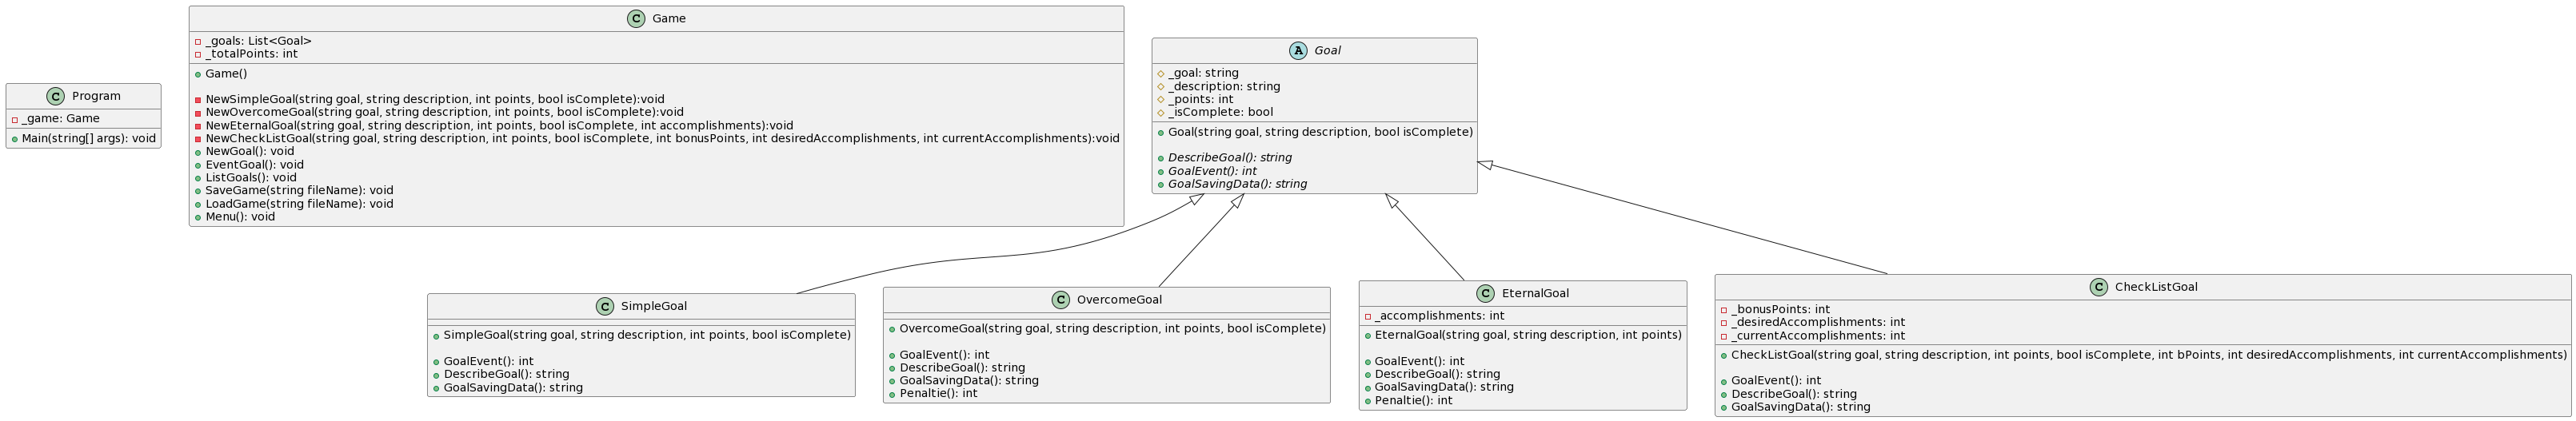 C Program
_game: Game
Main(string[] args): void
C Game
_goals: List<Goal>
_totalPoints: int
Game()
NewSimpleGoal(string goal, string description, int points, bool isComplete):void
NewOvercomeGoal(string goal, string description, int points, bool isComplete):void
NewEternalGoal(string goal, string description, int points, bool isComplete, int accomplishments):void
NewCheckListGoal(string goal, string description, int points, bool isComplete, int bonusPoints, int desiredAccomplishments, int currentAccomplishments):void
NewGoal(): void
EventGoal(): void
ListGoals(): void
SaveGame(string fileName): void
LoadGame(string fileName): void
Menu(): void
A Goal
_goal: string
_description: string
_points: int
_isComplete: bool
Goal(string goal, string description, bool isComplete)
DescribeGoal(): string
GoalEvent(): int
GoalSavingData(): string
C SimpleGoal
SimpleGoal(string goal, string description, int points, bool isComplete)
GoalEvent(): int
DescribeGoal(): string
GoalSavingData(): string
C OvercomeGoal
OvercomeGoal(string goal, string description, int points, bool isComplete)
GoalEvent(): int
DescribeGoal(): string
GoalSavingData(): string
Penaltie(): int
C EternalGoal
_accomplishments: int
EternalGoal(string goal, string description, int points)
GoalEvent(): int
DescribeGoal(): string
GoalSavingData(): string
Penaltie(): int
C CheckListGoal
_bonusPoints: int
_desiredAccomplishments: int
_currentAccomplishments: int
CheckListGoal(string goal, string description, int points, bool isComplete, int bPoints, int desiredAccomplishments, int currentAccomplishments)
GoalEvent(): int
DescribeGoal(): string
GoalSavingData(): string